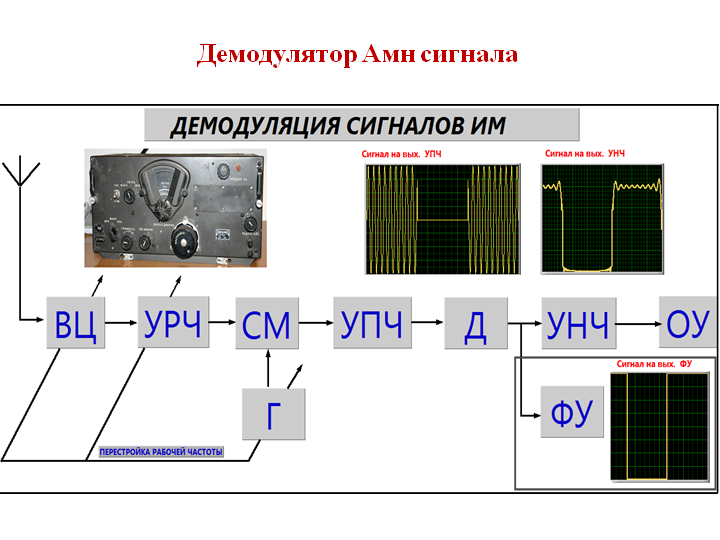 Демодулятор Амн сигнала
ДЕМОДУЛЯЦИЯ СИГНАЛОВ ИМ
Сигнал на вых. УПЧ
Сигнал на вых. УНЧ
ВЦ
УРЧ
СМ
УПЧ
Д
УНЧ
ОУ
Сигнал на вых. ФУ
Г
ФУ
ПЕРЕСТРОЙКА РАБОЧЕЙ ЧАСТОТЫ